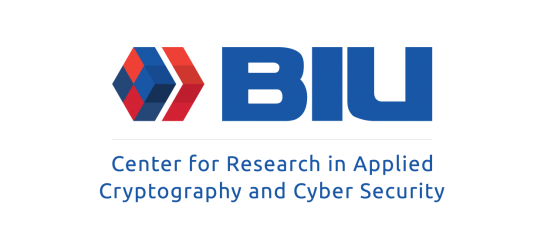 BIU
Center for Research in Applied
Cryptography and Cyber Security